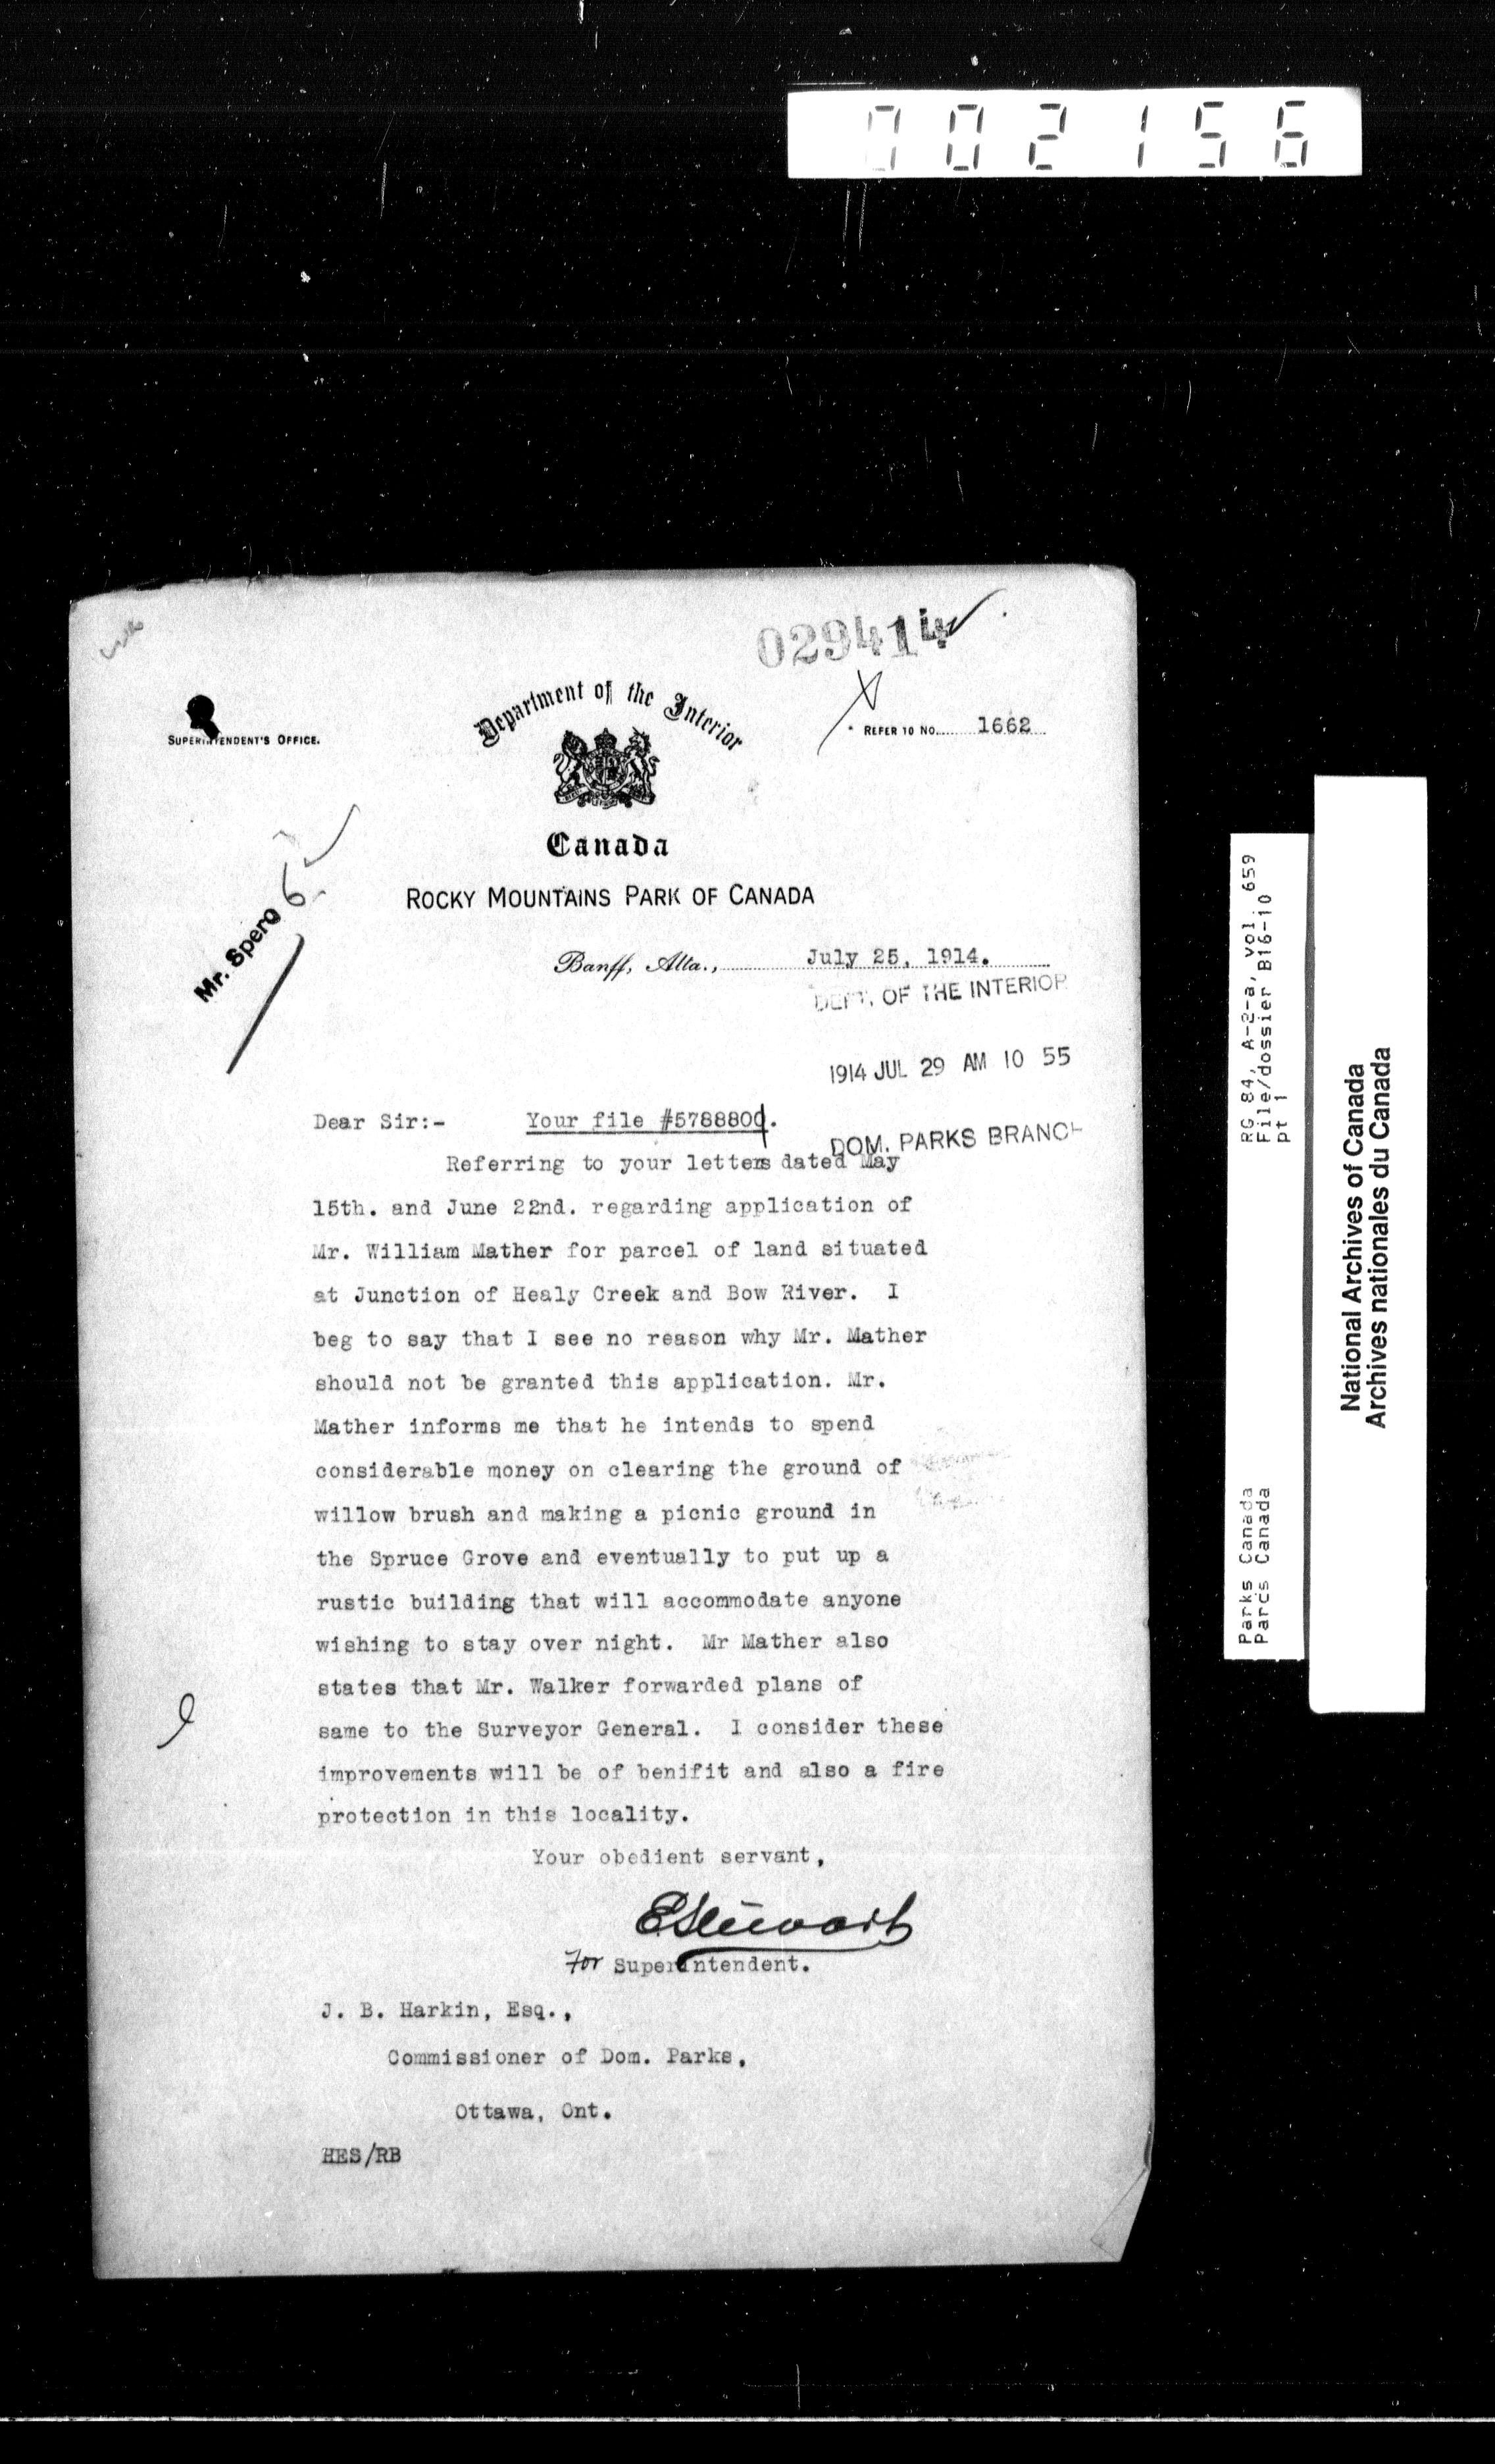 002156
029414
Department of the Interior
SUPERINTENDENT'S OFFICE.
REFER TO NO. 1662
Canada
ROCKY MOUNTAINS PARK OF CANADA
Mr. Spero
Banff, Alta., July 25, 1914.
DEPT. OF THE INTERIOR
1914 JUL 29 AM 10 55
DOM. PARKS BRANCH
Dear Sir:- Your file #578880.
Referring to your letters dated May
15th. and June 22nd. regarding application of
Mr. William Mather for parcel of land situated
at Junction of Healy Creek and Bow River. I
beg to say that I see no reason why Mr. Mather
should not be granted this application. Mr.
Mather informs me that he intends to spend
considerable money on clearing the ground of
willow brush and making a picnic ground in
the Spruce Grove and eventually to put up a
rustic building that will accommodate anyone
wishing to stay over night. Mr Mather also
states that Mr. Walker forwarded plans of
same to the Surveyor General. I consider these
improvements will be of benifit and also a fire
protection in this locality.
Your obedient servant,
For Superintendent.
J. B. Harkin, Esq.,
Commissioner of Dom. Parks,
Ottawa, Ont.
HES/RB
RG 84, A-2-a, vol. 659
File/dossier B16-10
pt 1
Parks Canada
Parcs Canada
National Archives of Canada
Archives nationales du Canada